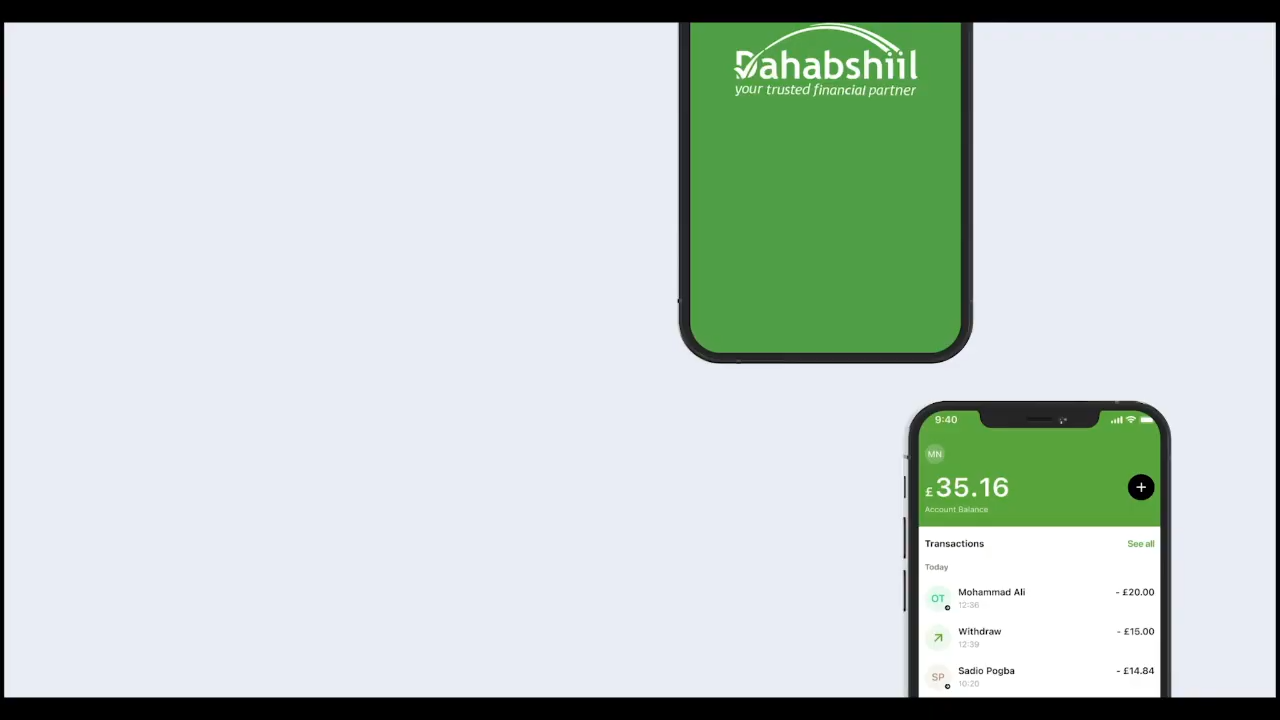 Dahabshiil
your trusted financial partner
9:40
MN
£35.16
+
Account Balance
Transactions
See all
Today
OT
Mohammad Ali
- £20.00
12:36
Withdraw
- £15.00
12:39
SP
Sadio Pogba
- £14.84
10:20